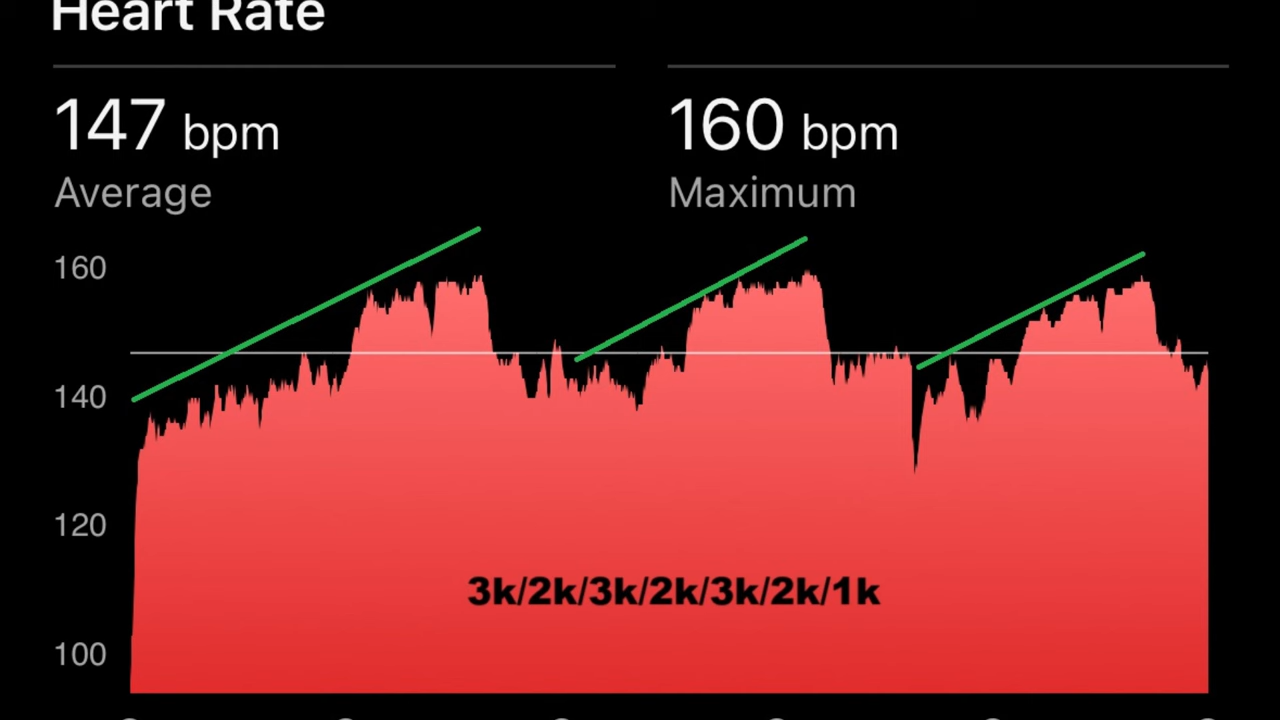 Heart Rate
147 bpm
160 bpm
Average
Maximum
160
140
120
100
3k/2k/3k/2k/3k/2k/1k